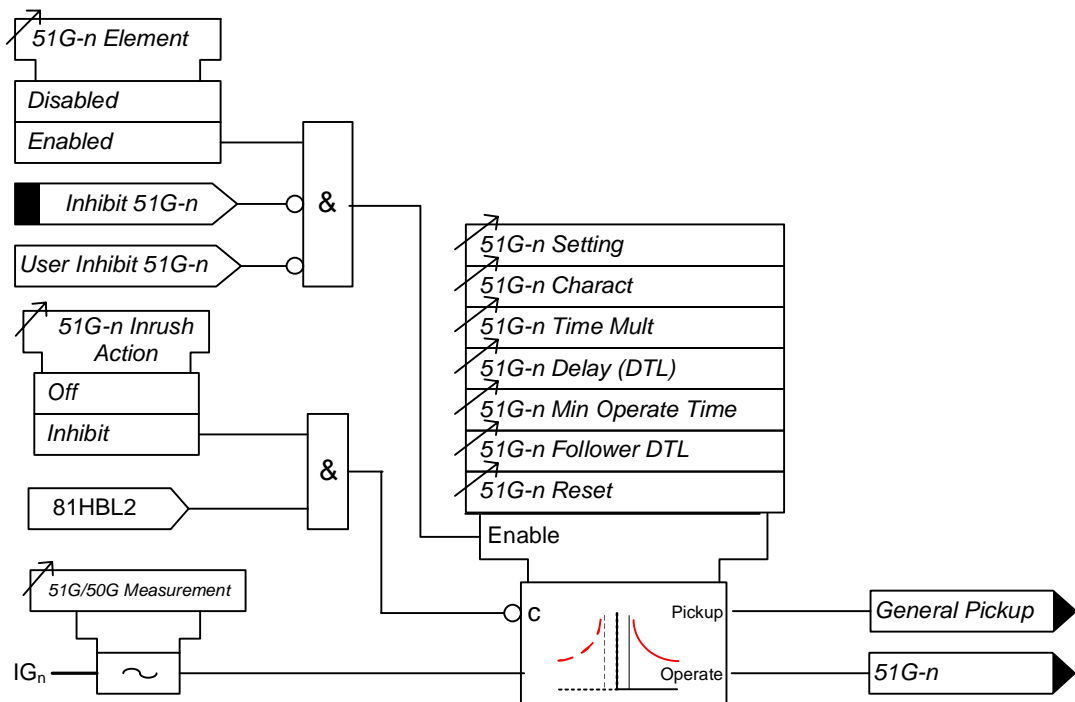 51G-n Element
Disabled
Enabled
Inhibit 51G-n
User Inhibit 51G-n
&
51G-n Inrush
Action
Off
Inhibit
81HBL2
&
51G/50G Measurement
IGn
51G-n Setting
51G-n Charact
51G-n Time Mult
51G-n Delay (DTL)
51G-n Min Operate Time
51G-n Follower DTL
51G-n Reset
Enable
c
Pickup
Operate
General Pickup
51G-n